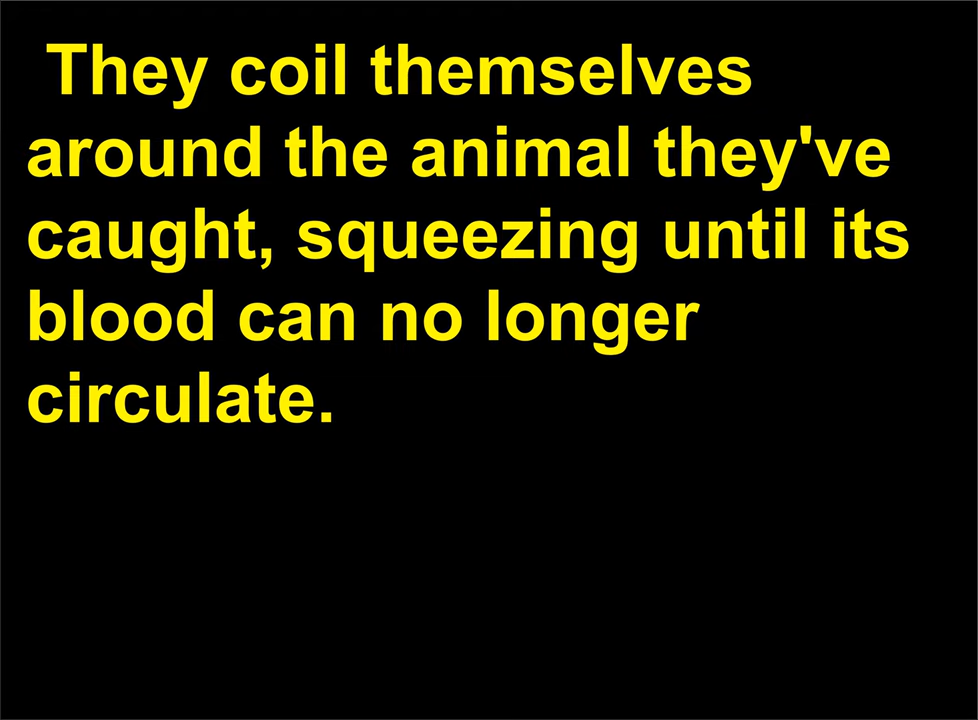 They coil themselves
around the animal they've
caught, squeezing until its
blood can no longer
circulate.